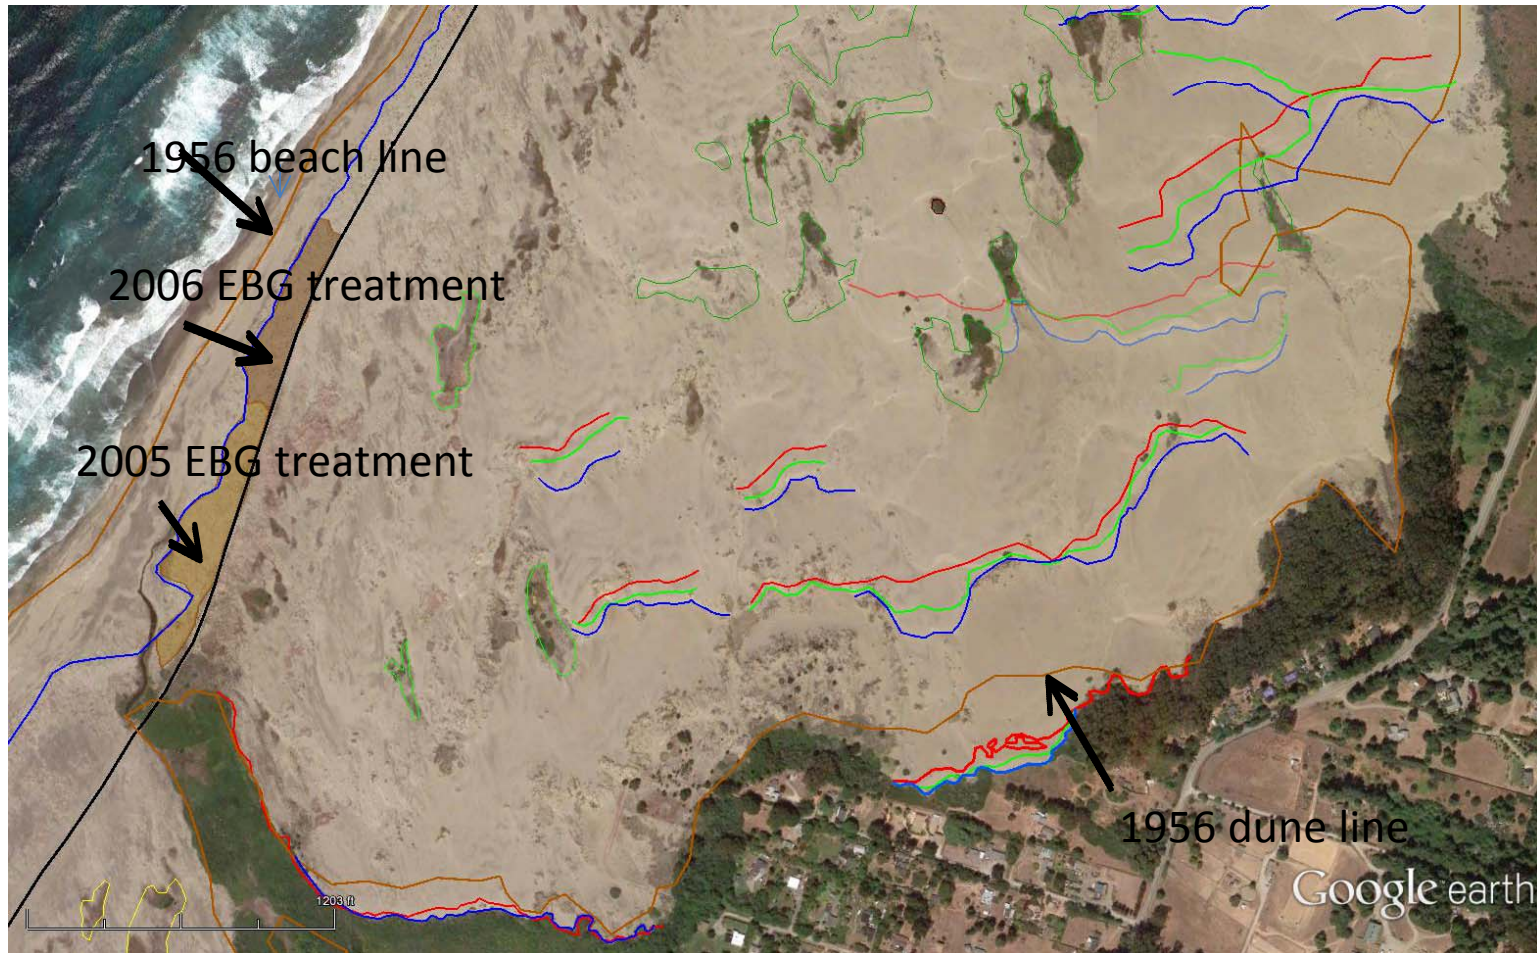 1956 beach line
2006 EBG treatment
2005 EBG treatment
1956 dune line
1203 ft
Google earth